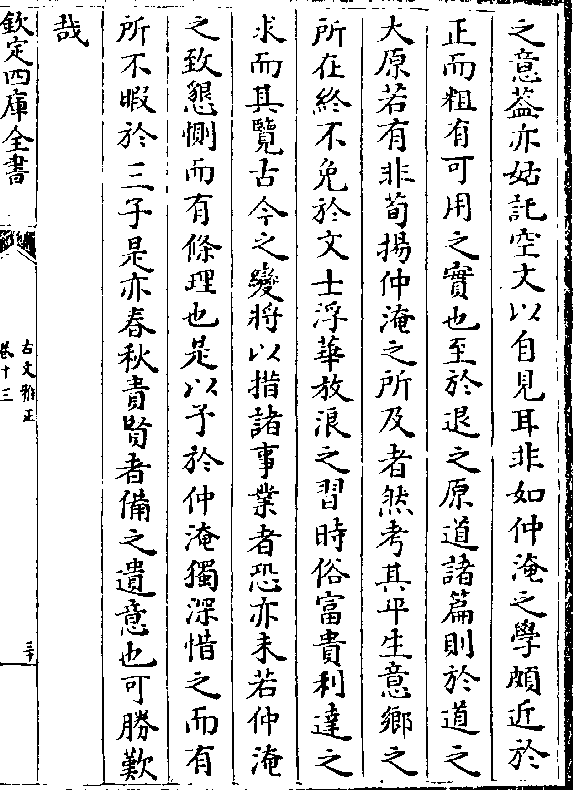 之意葢亦姑託空文以自見耳非如仲淹之學頗近於
正而粗有可用之實也至於退之原道諸篇則於道之
大原若有非荀揚仲淹之所及者然考其平生意鄉之
所在終不免於文士浮華放浪之習時俗富貴利達之
求而其覽古今之變將以措諸事業者恐亦未若仲淹
之致懇惻而有條理也是以予於仲淹獨深惜之而有
所不暇於三子是亦春秋責賢者備之遺意也可勝歎
哉
欽定四庫全書
古文雅正
卷十三